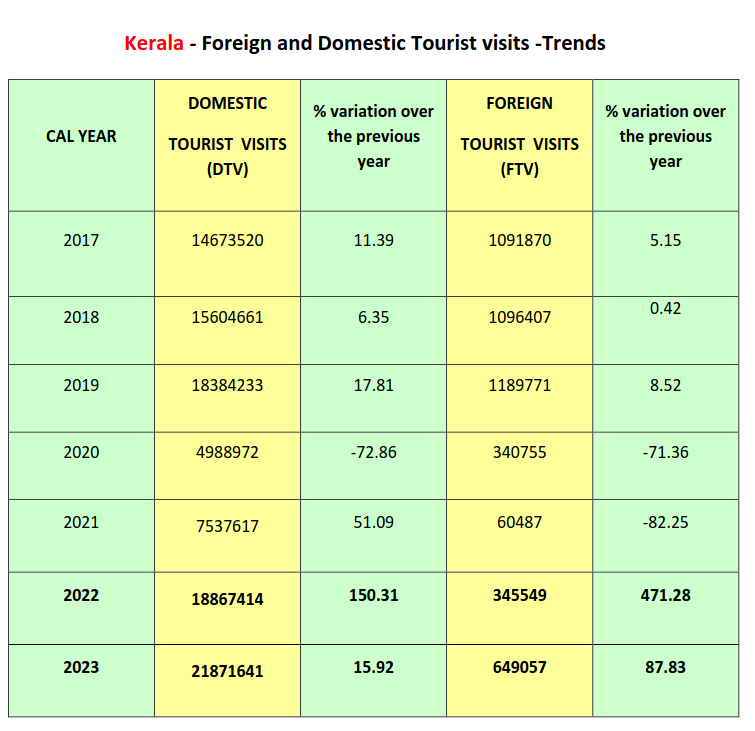 Kerala - Foreign and Domestic Tourist visits -Trends
CAL YEAR
DOMESTIC
TOURIST VISITS
(DTV)
% variation over
the previous
year
FOREIGN
TOURIST VISITS
(FTV)
% variation over
the previous
year
2017 14673520 11.39 1091870 5.15
2018 15604661 6.35 1096407 0.42
2019 18384233 17.81 1189771 8.52
2020 4988972 -72.86 340755 -71.36
2021 7537617 51.09 60487 -82.25
2022 18867414 150.31 345549 471.28
2023 21871641 15.92 649057 87.83